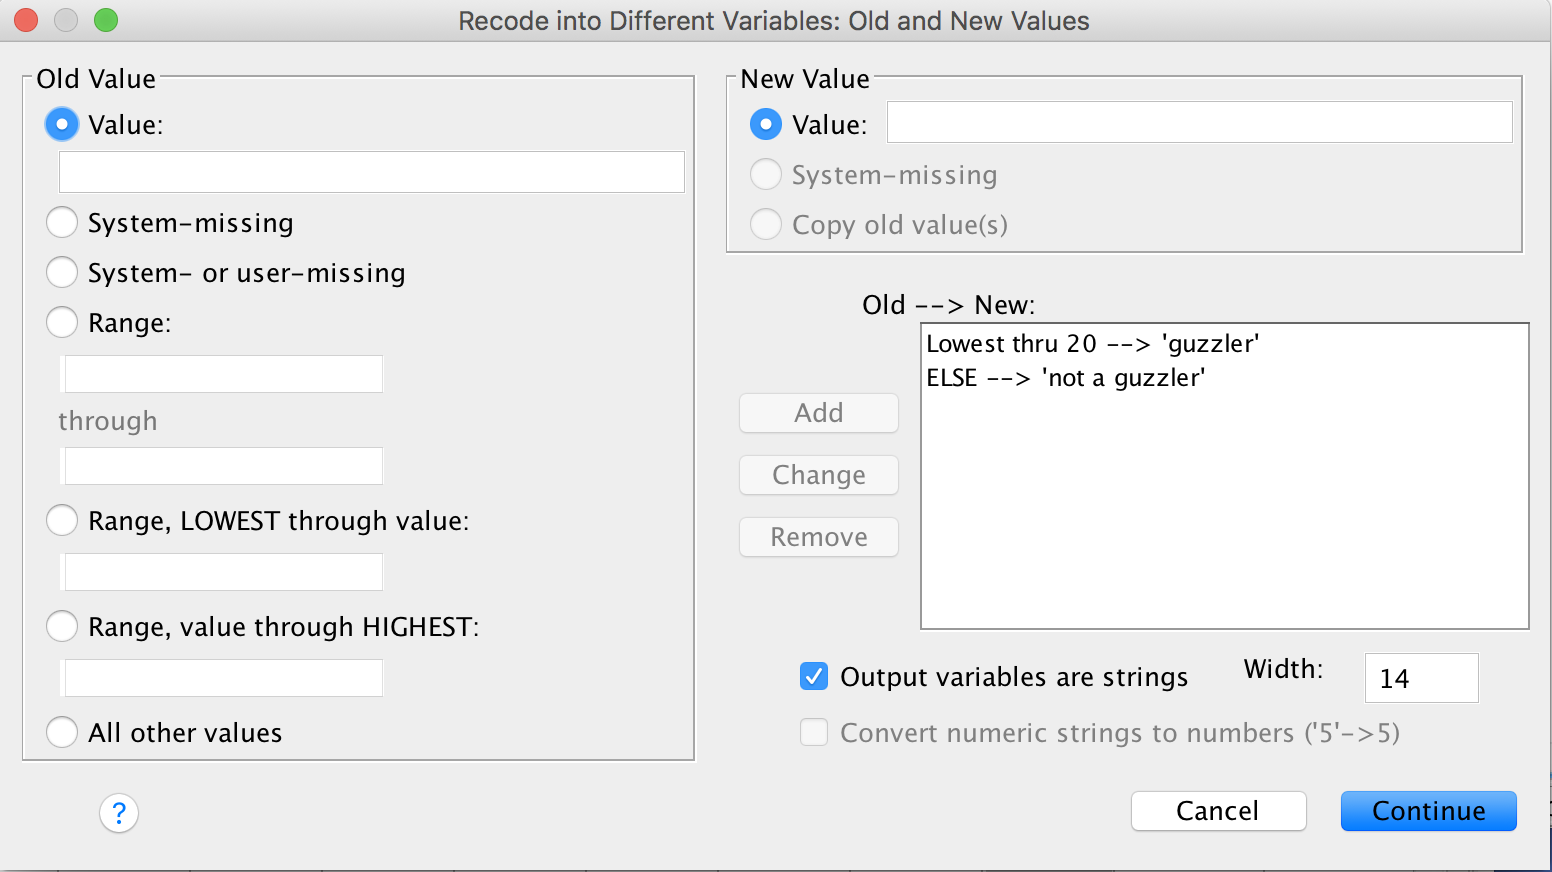 Recode into Different Variables: Old and New Values
Old Value
Value:
System-missing
System- or user-missing
Range:
through
Range, LOWEST through value:
Range, value through HIGHEST:
All other values
?
New Value
Value:
System-missing
Copy old value(s)
Old --> New:
Lowest thru 20 --> 'guzzler'
ELSE --> 'not a guzzler'
Add
Change
Remove
Output variables are strings
Width:
14
Convert numeric strings to numbers ('5'->5)
Cancel
Continue